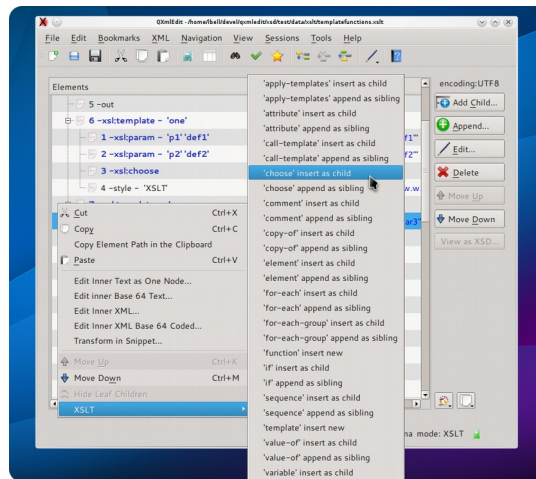 QXmlEdit - /home/lbell/devel/qxmledit/xsd/test/data/xslt/templatefunctions.xslt
File Edit Bookmarks XML Navigation View Sessions Tools Help
Elements
encoding:UTF8
5 ~out
6 ~xsl:template - 'one'
1 ~xsl:param - 'p1' 'def1'
2 ~xsl:param - 'p2' 'def2'
3 ~xsl:choose
4 ~style - 'XSLT'
f1"
f2"
w.w.
ar3"
Add Child...
Append...
Edit...
Delete
Move Up
Move Down
View as XSD...
Cut Ctrl+X
Copy Ctrl+C
Copy Element Path in the Clipboard
Paste Ctrl+V
Edit Inner Text as One Node...
Edit inner Base 64 Text...
Edit Inner XML...
Edit Inner XML Base 64 Coded...
Transform in Snippet...
Move Up Ctrl+K
Move Down Ctrl+M
Hide Leaf Children
XSLT
'apply-templates' insert as child
'apply-templates' append as sibling
'attribute' insert as child
'attribute' append as sibling
'call-template' insert as child
'call-template' append as sibling
'choose' insert as child
'choose' append as sibling
'comment' insert as child
'comment' append as sibling
'copy-of' insert as child
'copy-of' append as sibling
'element' insert as child
'element' append as sibling
'for-each' insert as child
'for-each' append as sibling
'for-each-group' insert as child
'for-each-group' append as sibling
'function' insert new
'if' insert as child
'if' append as sibling
'sequence' insert as child
'sequence' append as sibling
'template' insert new
'value-of' insert as child
'value-of' append as sibling
'variable' insert as child
na mode: XSLT